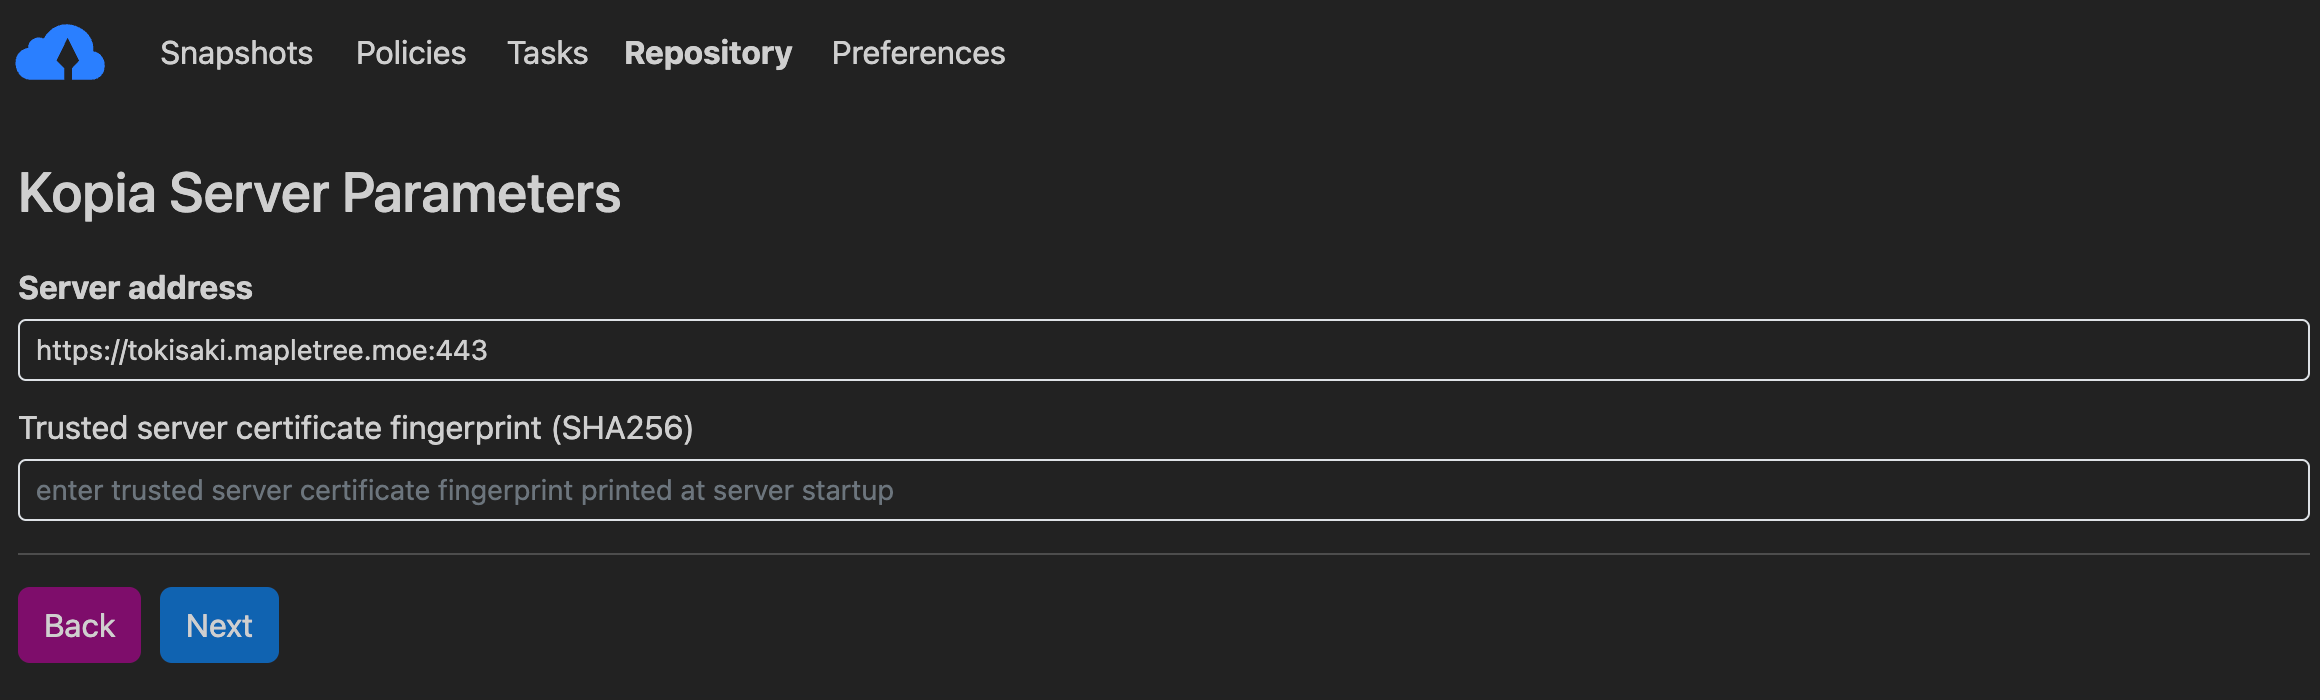 Snapshots Policies Tasks Repository Preferences
Kopia Server Parameters
Server address
https://tokisaki.mapletree.moe:443
Trusted server certificate fingerprint (SHA256)
enter trusted server certificate fingerprint printed at server startup
Back Next